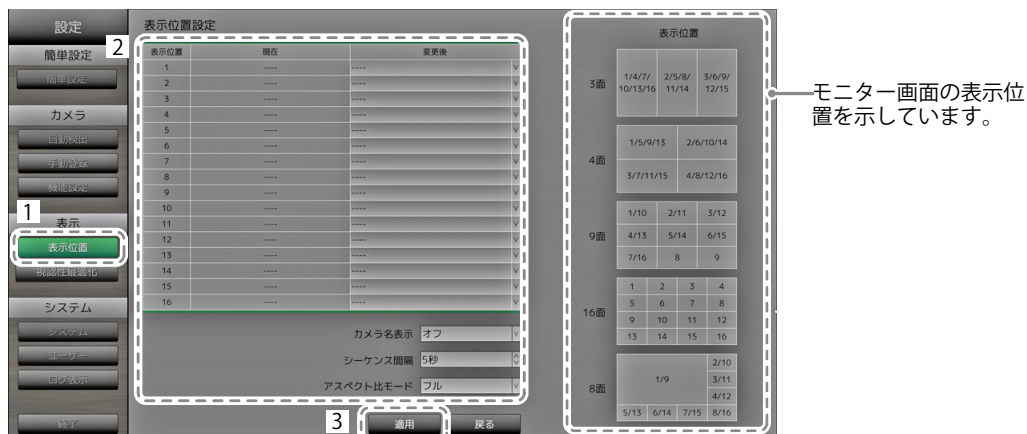 設定
簡単設定
簡単設定
カメラ
自動検出
手動登録
機能設定
1
表示
表示位置
視認性最適化
システム
システム
ユーザー
ログ表示
終了
表示位置設定
2
表示位置 現在 変更後
1 ---- ---- v
2 ---- ---- v
3 ---- ---- v
4 ---- ---- v
5 ---- ---- v
6 ---- ---- v
7 ---- ---- v
8 ---- ---- v
9 ---- ---- v
10 ---- ---- v
11 ---- ---- v
12 ---- ---- v
13 ---- ---- v
14 ---- ---- v
15 ---- ---- v
16 ---- ---- v
カメラ名表示 オフ
シーケンス間隔 5秒
アスペクト比モード フル
3
適用 戻る
表示位置
3面
1/4/7/ 2/5/8/ 3/6/9/
10/13/16 11/14 12/15
4面
1/5/9/13 2/6/10/14
3/7/11/15 4/8/12/16
9面
1/10 2/11 3/12
4/13 5/14 6/15
7/16 8 9
16面
1 2 3 4
5 6 7 8
9 10 11 12
13 14 15 16
8面
1/9 2/10
3/11
4/12
5/13 6/14 7/15 8/16
モニター画面の表示位
置を示しています。